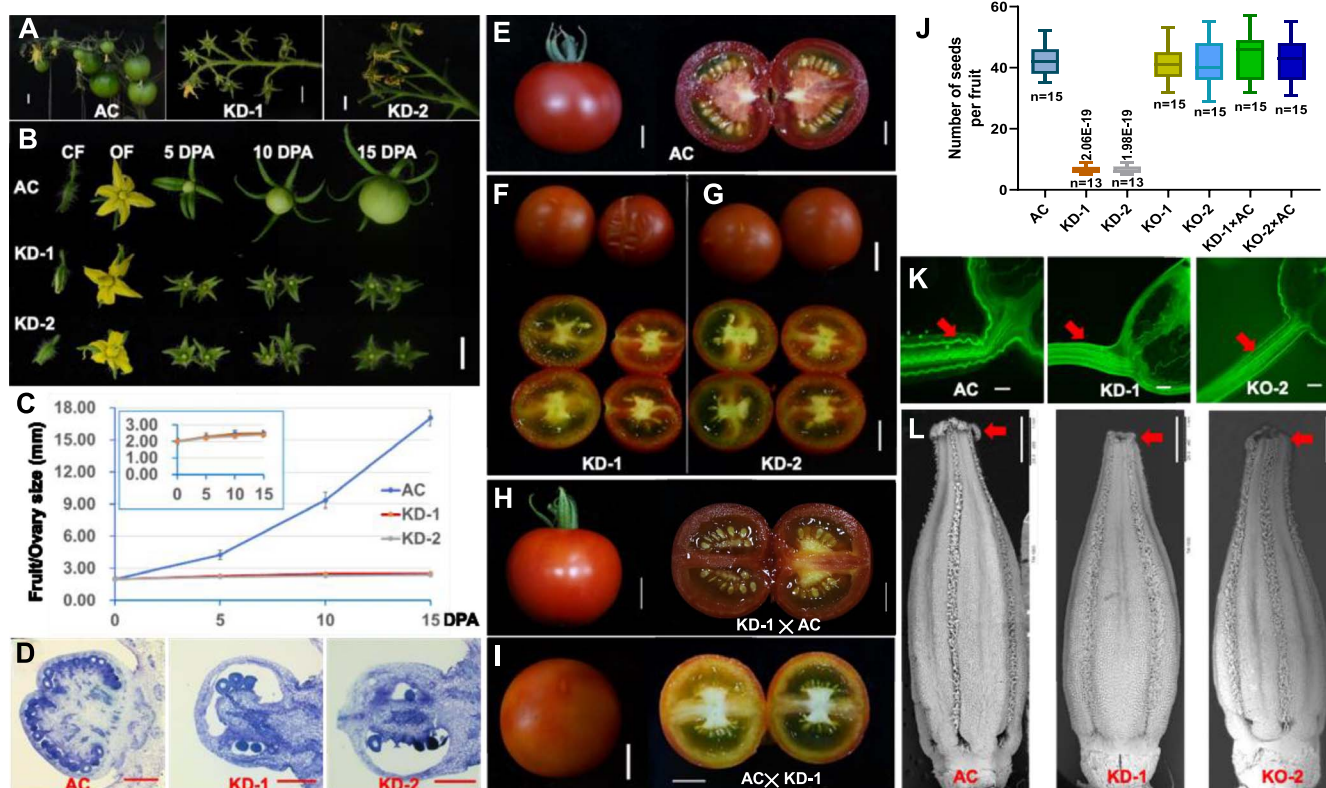 A
AC
KD-1
KD-2
B
CF OF 5 DPA 10 DPA 15 DPA
AC
KD-1
KD-2
C
Fruit/Ovary size (mm)
18.00
15.00
12.00
9.00
6.00
3.00
0.00
0 5 10 15 DPA
3.00
2.00
1.00
0.00
0 5 10 15
AC
KD-1
KD-2
D
AC
KD-1
KD-2
E
AC
F
KD-1
G
KD-2
H
KD-1 × AC
I
AC× KD-1
J
Number of seeds
per fruit
60
40
20
0
n=15
2.06E-19
n=13
1.98E-19
n=13
n=15
n=15
n=15
n=15
AC
KD-1
KD-2
KO-1
KO-2
KD-1×AC
KO-2×AC
K
AC
KD-1
KO-2
L
AC
KD-1
KO-2